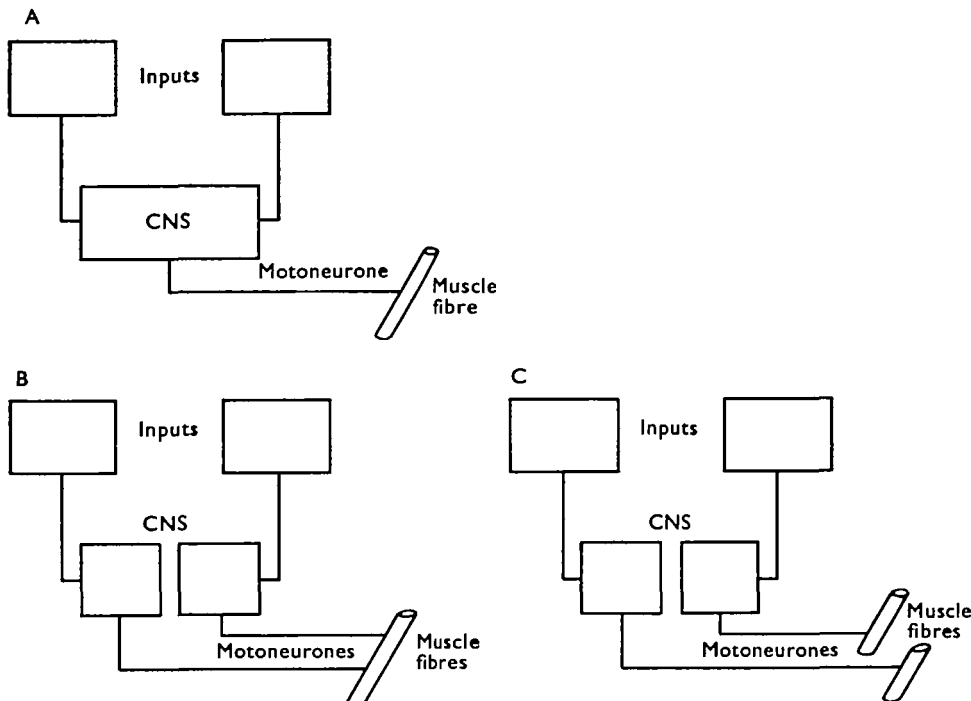 A
Inputs
CNS
Motoneurone
Muscle
fibre
B
Inputs
CNS
Motoneurones
Muscle
fibres
C
Inputs
CNS
Motoneurones
Muscle
fibres